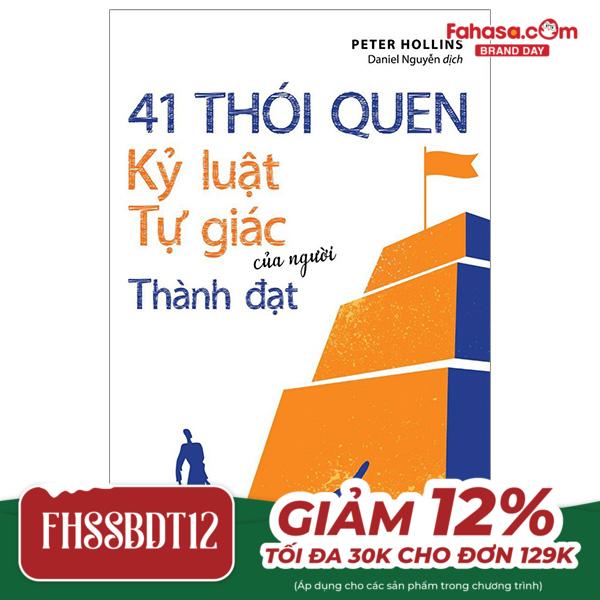 Fahasa.com
BRAND DAY
PETER HOLLINS
Daniel Nguyễn dịch
41 THÓI QUEN
Kỷ luật
Tự giác
của người
Thành đạt
FHSSBDT12
GIẢM 12%
TỐI ĐA 30K CHO ĐƠN 129K
(Áp dụng cho các sản phẩm trong chương trình)